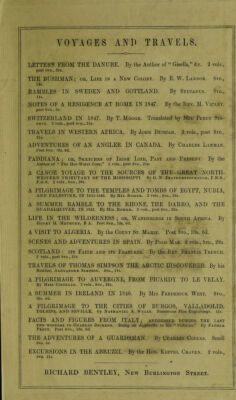 VOYAGES AND TRAVELS.
LETTERS FROM THE DANUBE. By the Author of "Gisella," &c. 2 vols.,
post 8vo, 21s.
THE BUSHMAN; or, Life in a New Colony. By E. W. Landor. 8vo,
14s.
RAMBLES IN SWEDEN AND GOTTLAND. By Sylvanus. 8vo,
14s.
NOTES OF A RESIDENCE AT ROME IN 1847. By the Rev. M. Vicary.
post 8vo, 5s.
SWITZERLAND IN 1847. By T. Mügge. Translated by Mrs. Percy
2 vols., post 8vo, 21s.
TRAVELS IN WESTERN AFRICA. By John Duncan. 2 vols., post 8vo,
21s.
ADVENTURES OF AN ANGLER IN CANADA. By Charles Lanman.
Post 8vo, 10s. 6d.
PADDIANA; or, Sketches of Irish Life, Past and Present. By the
Author of "The Hot-Water Cure." 2 vols., post 8vo, 21s.
A CANOE VOYAGE TO THE SOURCES OF THE GREAT NORTH-
WESTERN TRIBUTARY OF THE MISSISSIPPI. By G. W. Featherstonhaugh, F.R.S.,
F.G.S. 2 vols., 8vo, 28s.
A PILGRIMAGE TO THE TEMPLES AND TOMBS OF EGYPT, NUBIA,
AND PALESTINE, IN 1845-1846. By Mrs. Romer. 2 vols., 8vo, 28s.
A SUMMER RAMBLE TO THE RHONE, THE DARRO, AND THE
GUADALQUIVER, IN 1842. By Mrs. Romer. 2 vols., post 8vo, 28s.
LIFE IN THE WILDERNESS; or, Wanderings in South Africa. By
Henry H. Methuen, B.A. Post 8vo, 10s. 6d.
A VISIT TO ALGERIA. By the Count St. Marie. Post 8vo, 10s. 6d.
SCENES AND ADVENTURES IN SPAIN. By Poco Mas. 2 vols., 8vo, 28s.
SCOTLAND: its Faith and its Features. By the Rev. Francis Trench.
2 vols., post 8vo, 21s.
TRAVELS OF THOMAS SIMPSON THE ARCTIC DISCOVERER. By his
Brother, Alexander Simpson. 8vo, 14s.
A PILGRIMAGE TO AUVERGNE, FROM PICARDY TO LE VELAY.
By Miss Costello. 2 vols., 8vo, 28s.
A SUMMER IN IRELAND IN 1846. By Mrs. Frederick West. 8vo,
10s. 6d.
A PILGRIMAGE TO THE CITIES OF BURGOS, VALLADOLID,
TOLEDO, AND SEVILLE. By Nathaniel A. Wells. Numerous Fine Engravings. 12s.
FACTS AND FIGURES FROM ITALY; addressed during the last
two winters to Charles Dickens. Being an Appendix to his "Pictures." By Father
Prout. Post 8vo, 10s. 6d.
THE ADVENTURES OF A GUARDSMAN. By Charles Cozens. Small
8vo, 5s.
EXCURSIONS IN THE ABRUZZI. By the Hon. Keppel Craven. 2 vols.,
8vo, 21s.
RICHARD BENTLEY, New Burlington Street.